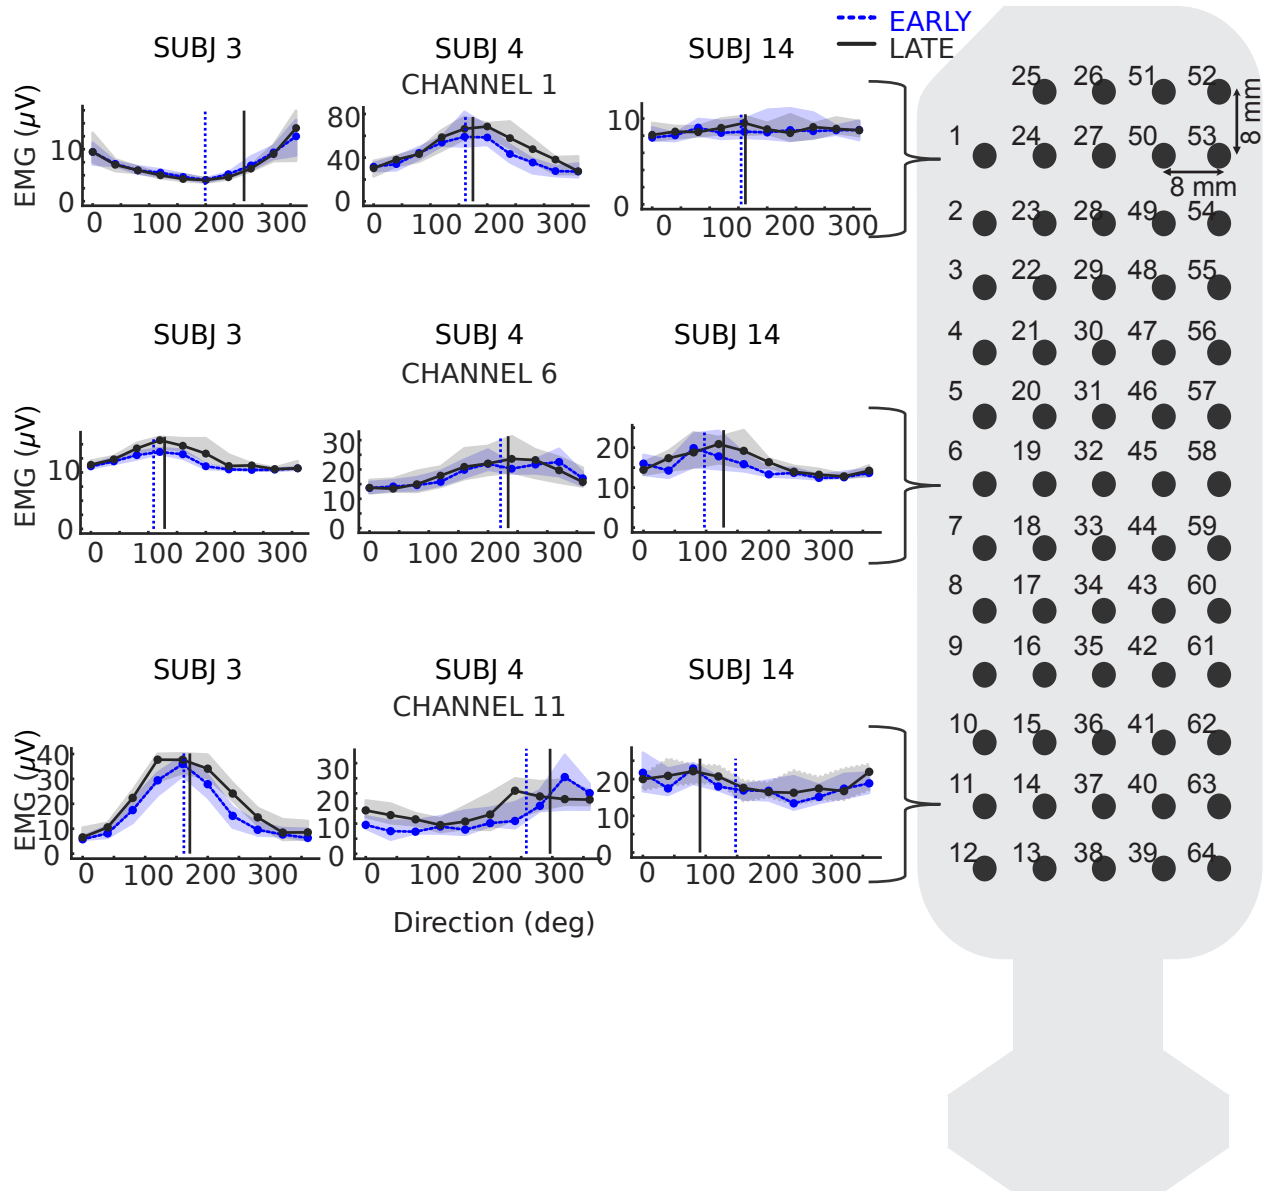 EARLY
LATE
SUBJ 3
SUBJ 4
SUBJ 14
CHANNEL 1
EMG (μV)
10
0
0 100 200 300
80
40
0
0 100 200 300
10
0
0 100 200 300
SUBJ 3
SUBJ 4
SUBJ 14
CHANNEL 6
EMG (μV)
10
0
0 100 200 300
30
20
10
0
0 100 200 300
20
10
0
0 100 200 300
SUBJ 3
SUBJ 4
SUBJ 14
CHANNEL 11
EMG (μV)
40
30
20
10
0
0 100 200 300
30
20
10
0
0 100 200 300
20
10
0
0 100 200 300
Direction (deg)
25 26 51 52
8 mm
1 24 27 50 53
8 mm
2 23 28 49 54
3 22 29 48 55
4 21 30 47 56
5 20 31 46 57
6 19 32 45 58
7 18 33 44 59
8 17 34 43 60
9 16 35 42 61
10 15 36 41 62
11 14 37 40 63
12 13 38 39 64